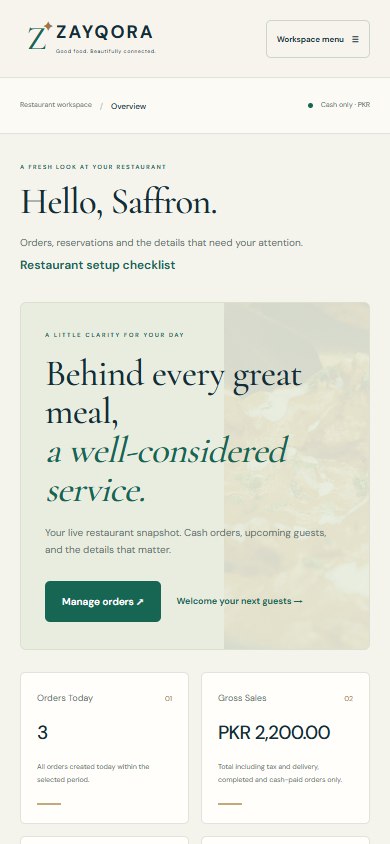 Z ZAYQORA
Good food. Beautifully connected.
Workspace menu ☰
Restaurant workspace / Overview
Cash only · PKR
A FRESH LOOK AT YOUR RESTAURANT
Hello, Saffron.
Orders, reservations and the details that need your attention.
Restaurant setup checklist
A LITTLE CLARITY FOR YOUR DAY
Behind every great
meal,
a well-considered
service.
Your live restaurant snapshot. Cash orders, upcoming guests,
and the details that matter.
Manage orders ↗
Welcome your next guests →
Orders Today 01
3
All orders created today within the
selected period.
Gross Sales 02
PKR 2,200.00
Total including tax and delivery,
completed and cash-paid orders only.